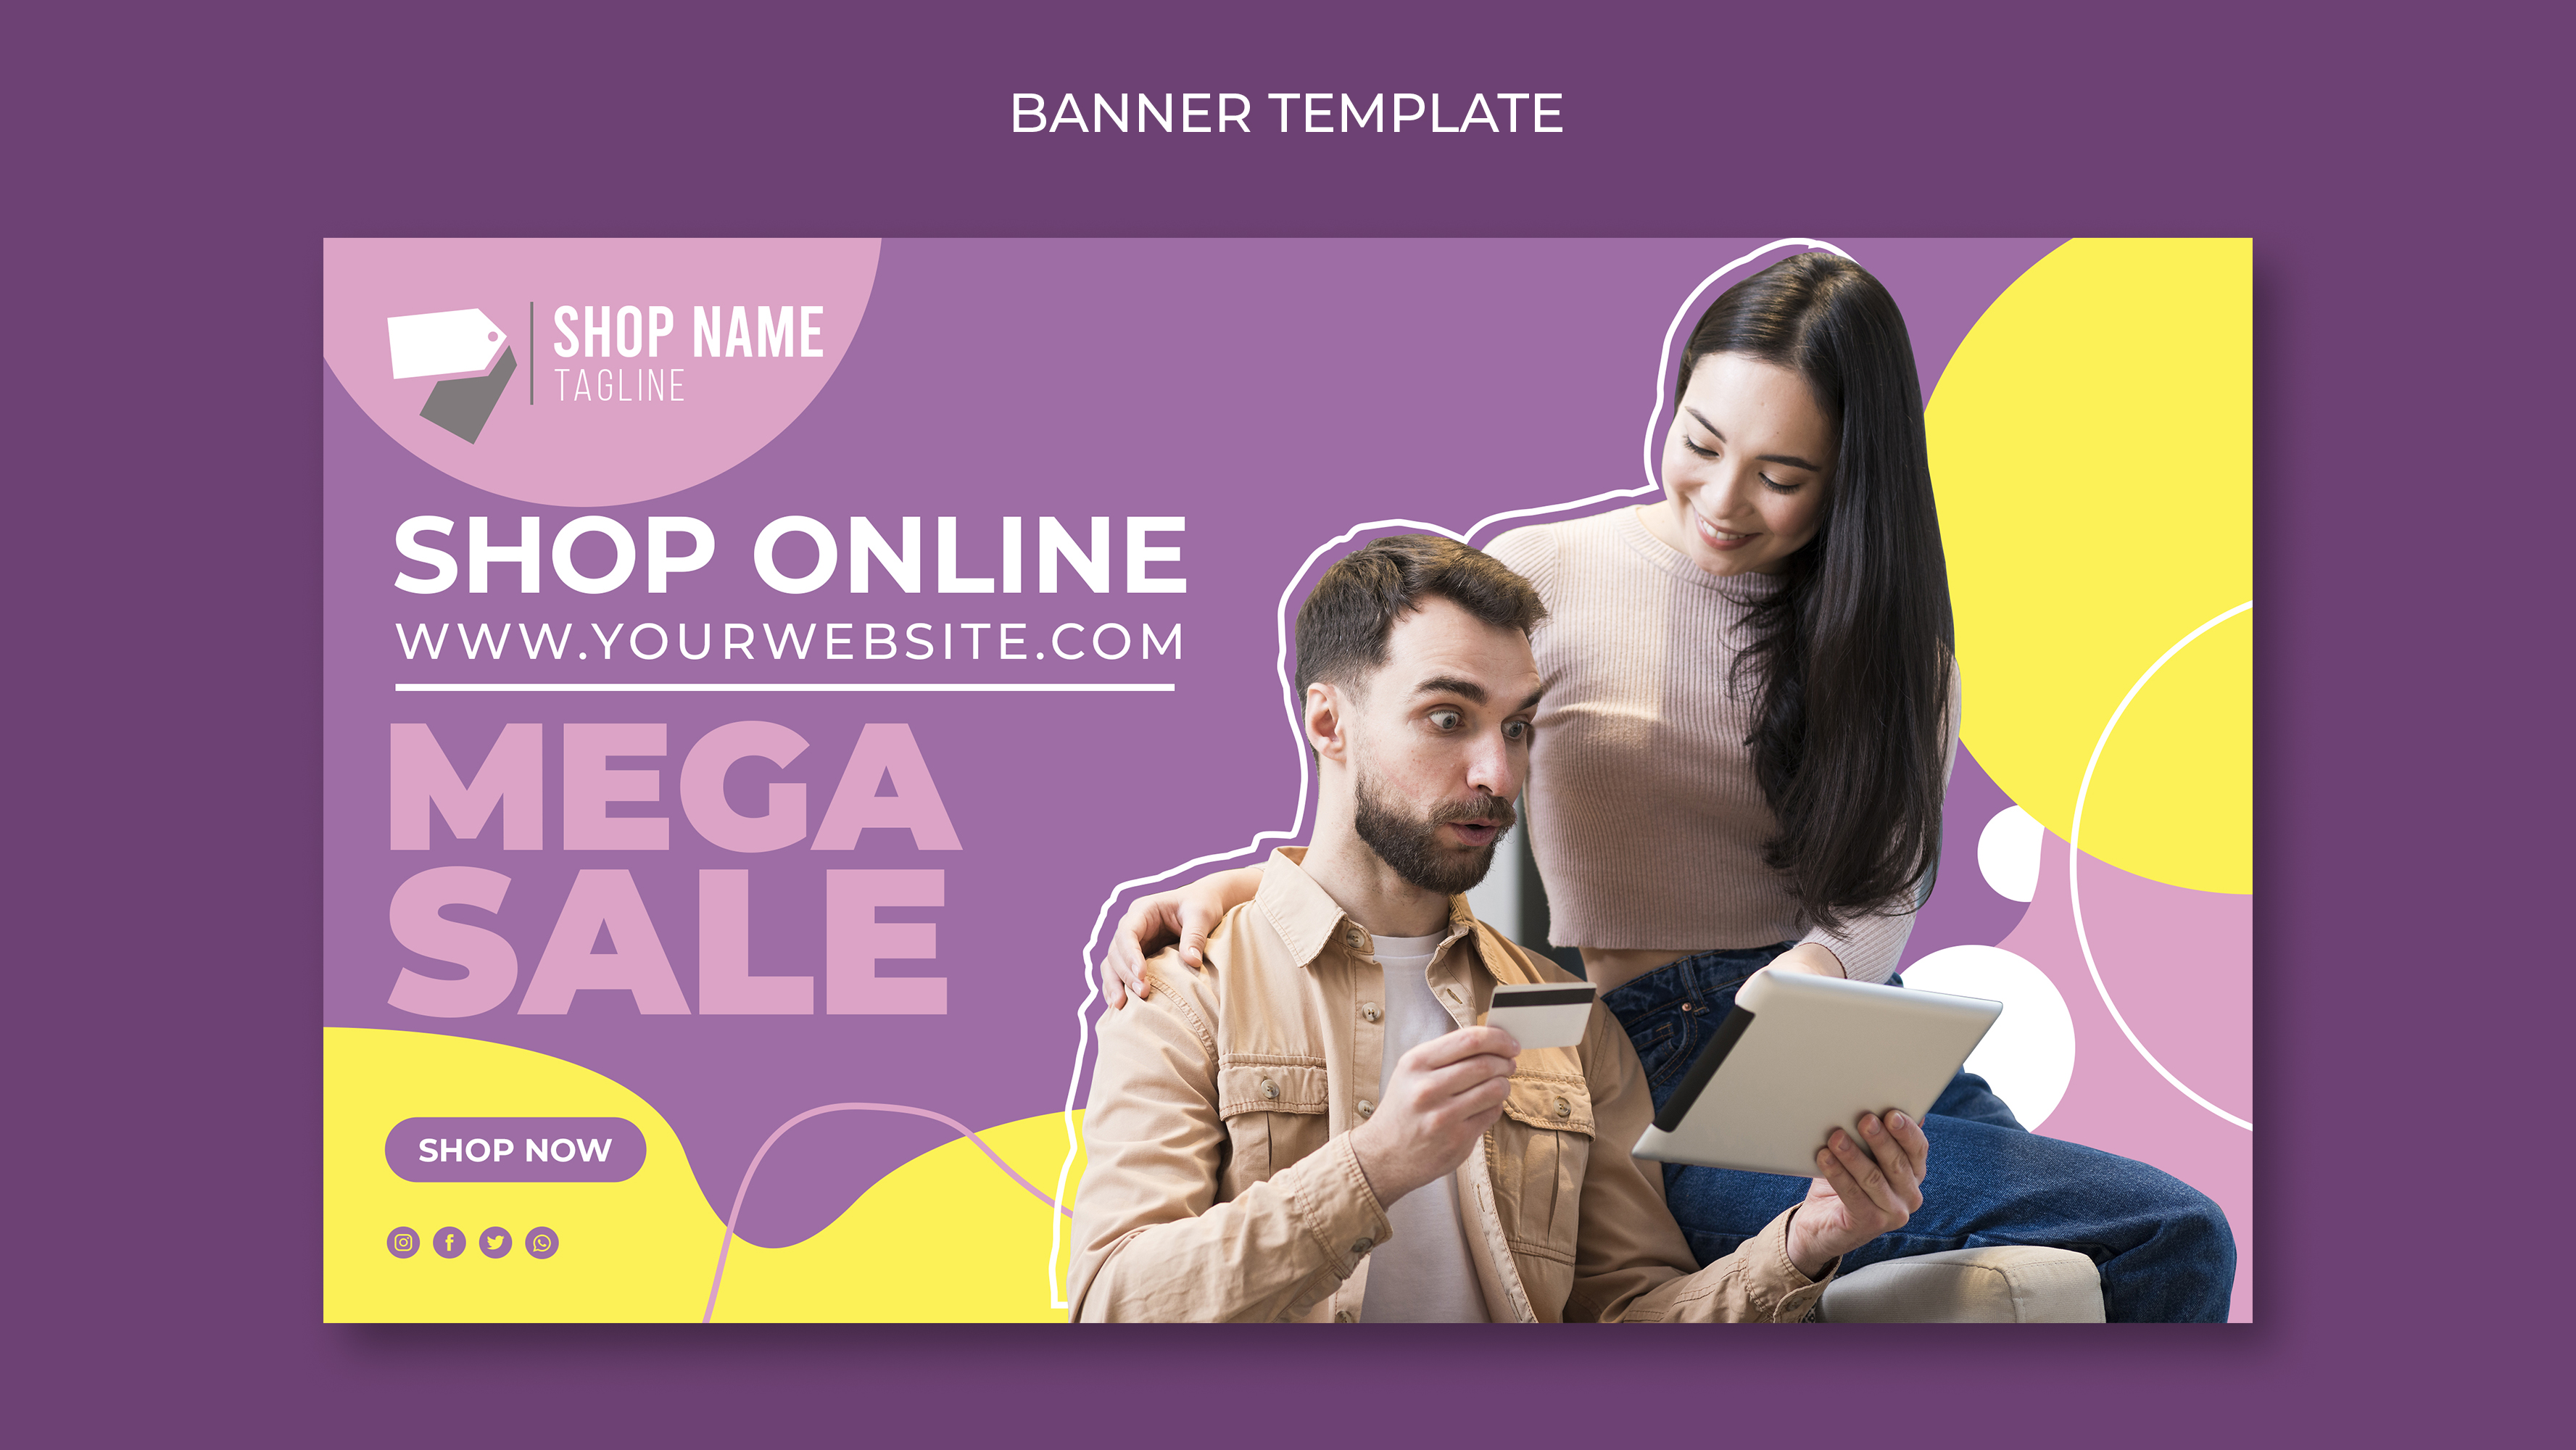 BANNER TEMPLATE
SHOP NAME
TAGLINE
SHOP ONLINE
WWW.YOURWEBSITE.COM
MEGA
SALE
SHOP NOW